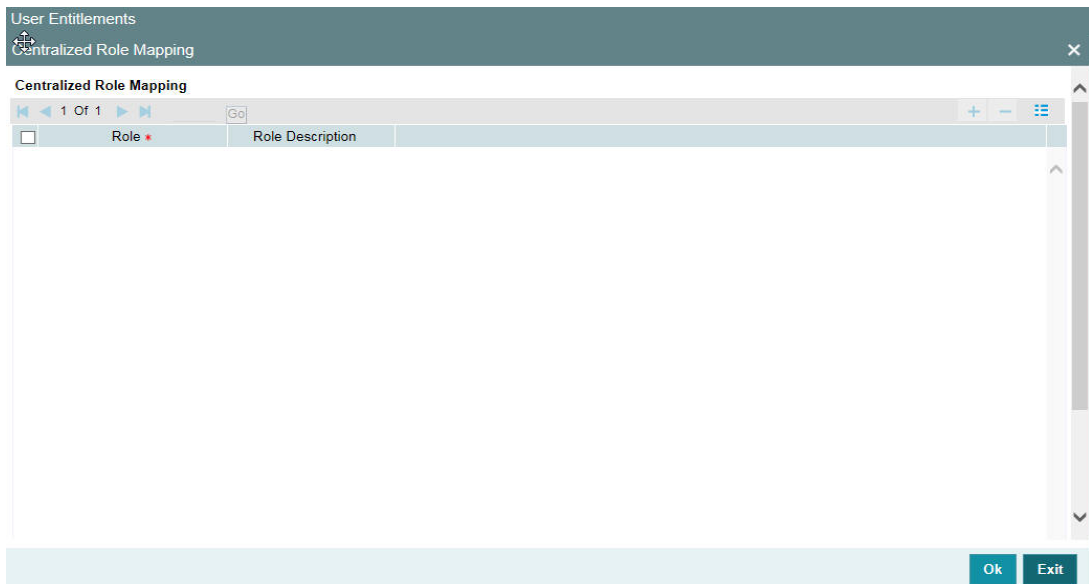 User Entitlements
Centralized Role Mapping
Centralized Role Mapping
1 Of 1 Go
Role * Role Description
Ok Exit